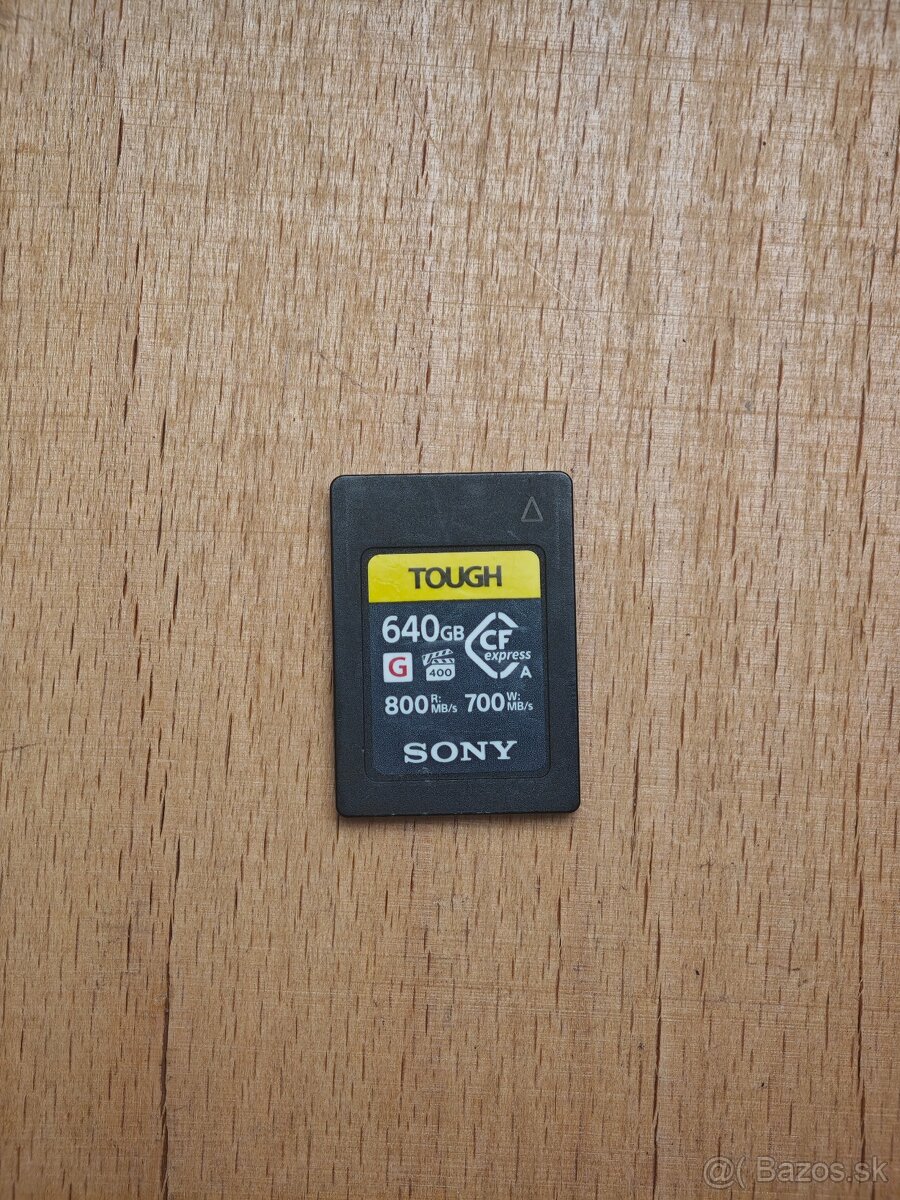 TOUGH
640GB
CF
express
A
G
400
800 R: MB/s 700 W: MB/s
SONY
@( Bazos.sk